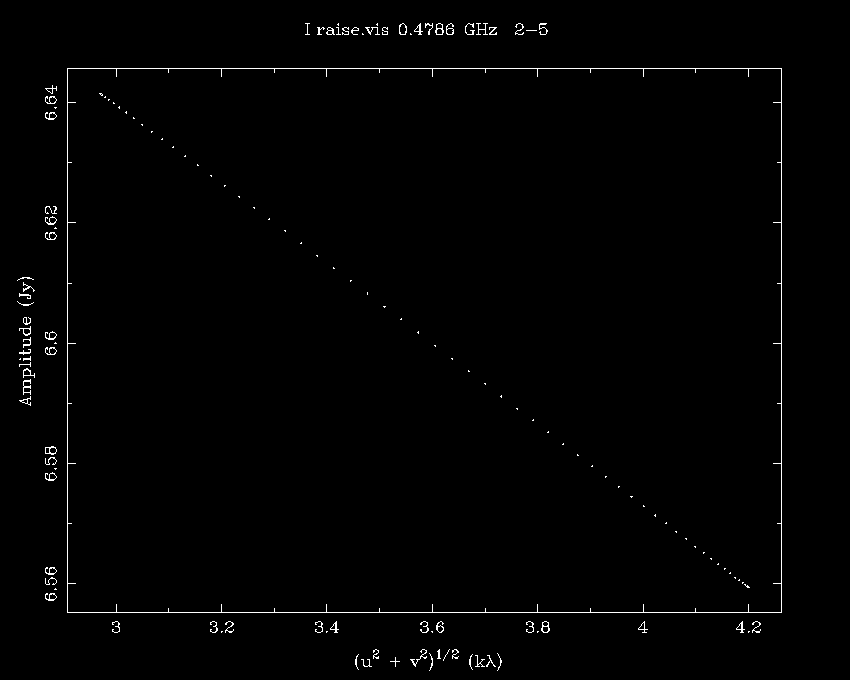 I raise.vis 0.4786 GHz 2−5
6.64
6.62
6.6
6.58
6.56
Amplitude (Jy)
3 3.2 3.4 3.6 3.8 4 4.2
(u² + v²)¹/² (kλ)